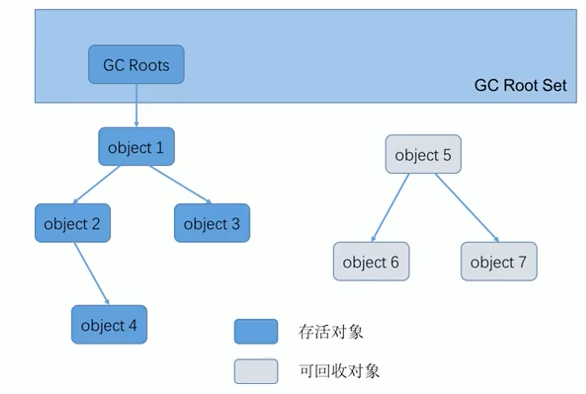 GC Roots
GC Root Set
object 1
object 5
object 2
object 3
object 6
object 7
object 4
存活对象
可回收对象